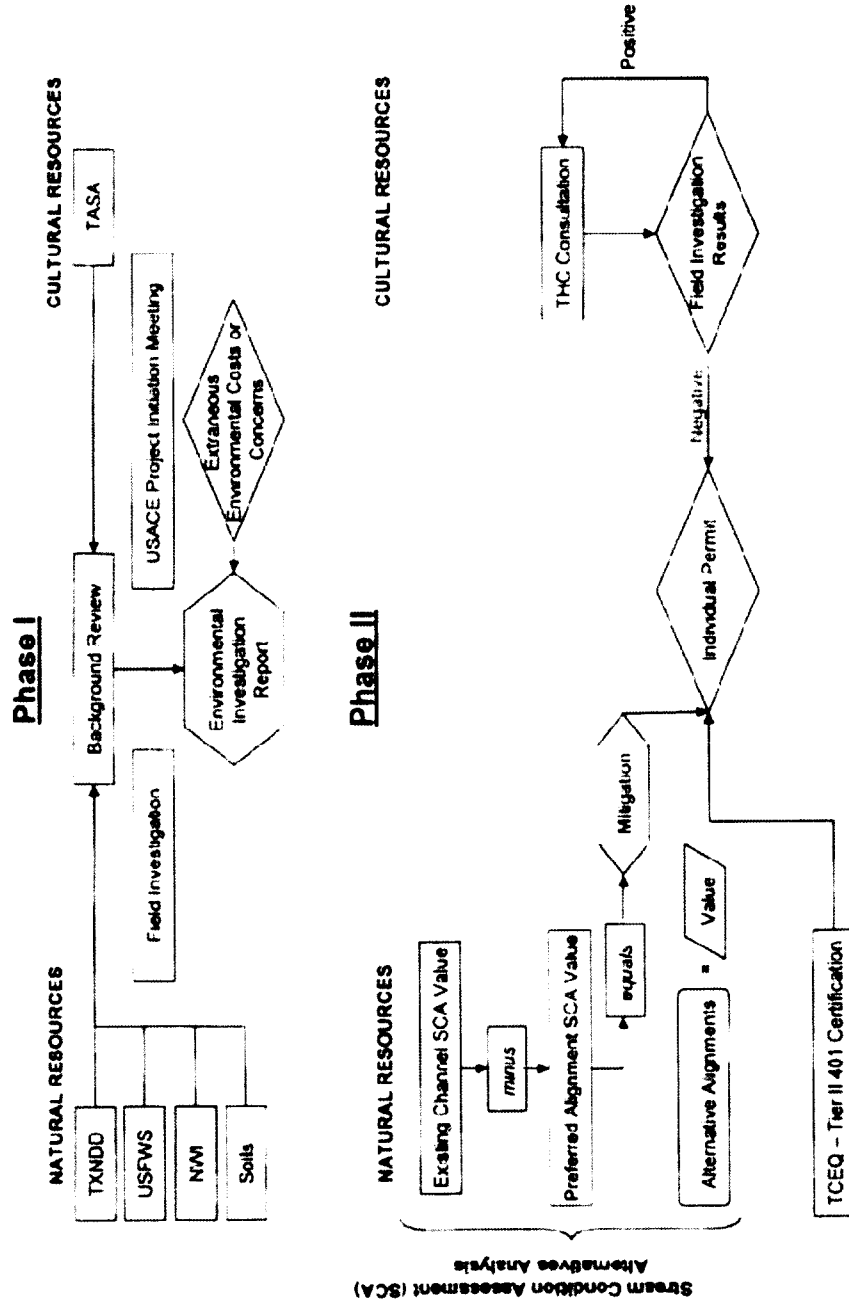 Phase I
NATURAL RESOURCES
CULTURAL RESOURCES
TXNDD
USFWS
NWI
Soils
Background Review
TASA
Field Investigation
USACE Project Initiation Meeting
Environmental
Investigation
Report
Extraneous
Environmental Costs or
Concerns
Phase II
NATURAL RESOURCES
CULTURAL RESOURCES
Stream Condition Assessment (SCA)
Alternatives Analysis
Existing Channel SCA Value
minus
Preferred Alignment SCA Value
equals
Mitigation
Alternative Alignments
=
Value
TCEQ – Tier II 401 Certification
Individual Permit
Negative
THC Consultation
Field Investigation
Results
Positive